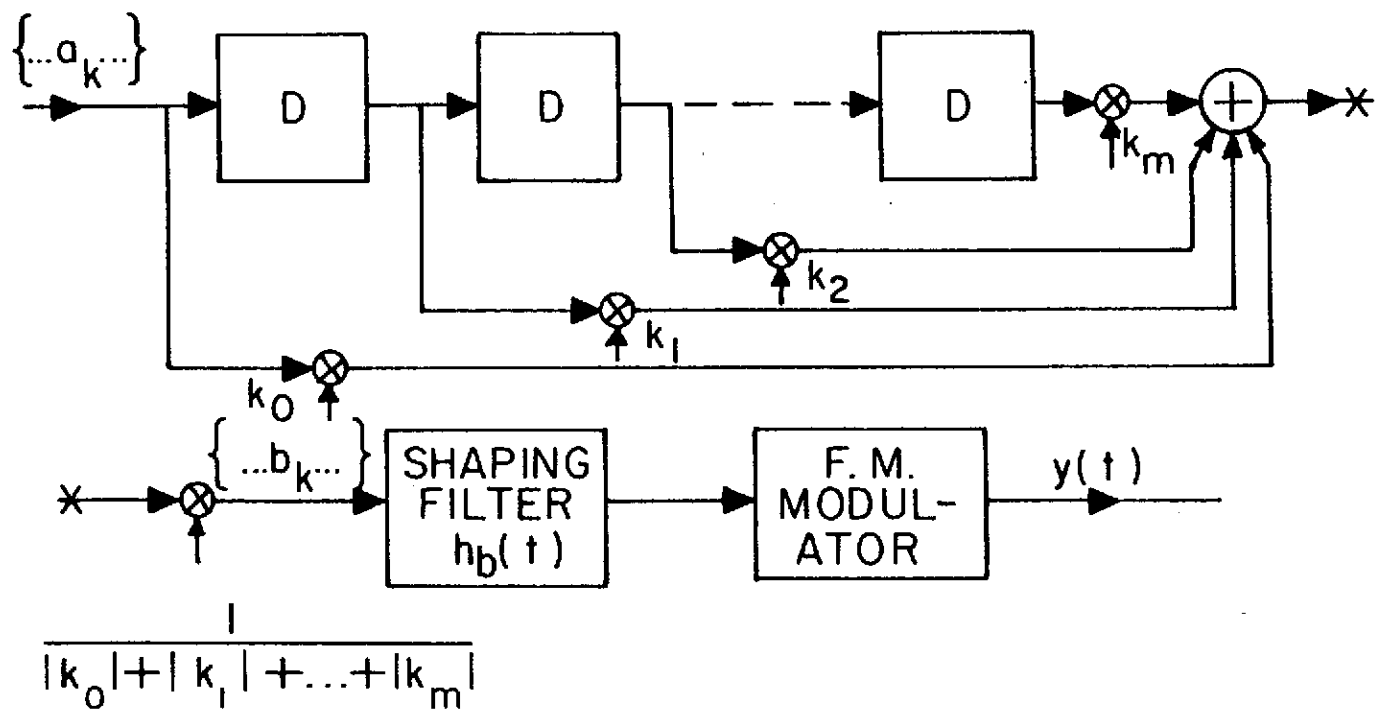 {...a_k...}
D
D
D
k_m
k_2
k_1
k_0
{...b_k...}
SHAPING
FILTER
h_b(t)
F. M.
MODUL-
ATOR
y(t)
1
|k_0|+|k_1|+...+|k_m|